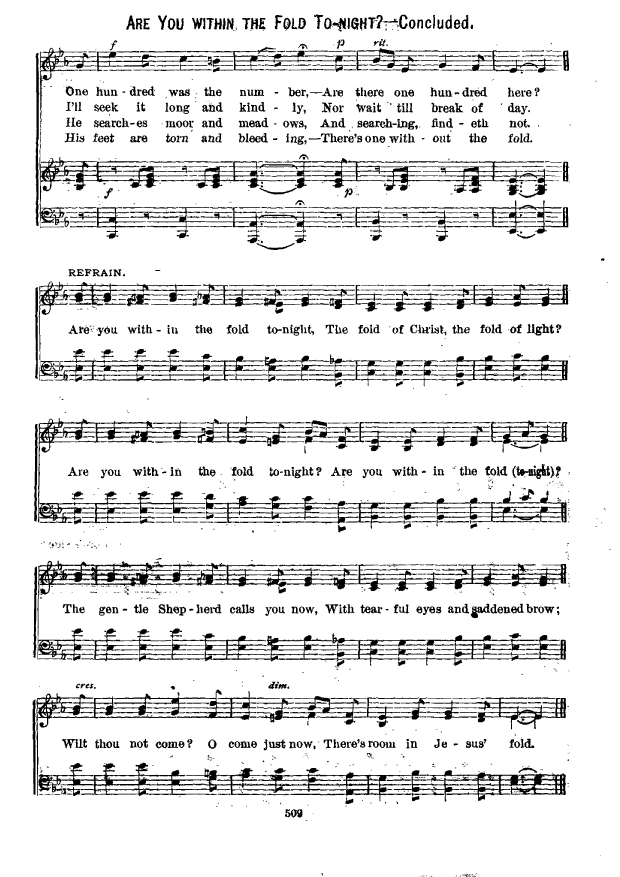 ARE YOU WITHIN THE FOLD TO-NIGHT?—Concluded.
f p rit.
One hun - dred was the num - ber,—Are there one hun - dred here?
I'll seek it long and kind - ly, Nor wait 'till break of day.
He search-es moor and mead - ows, And search-ing, find - eth not.
His feet are torn and bleed - ing,—There's one with - out the fold.
f p
REFRAIN.
Are you with - in the fold to-night, The fold of Christ, the fold of light?
Are you with - in the fold to-night? Are you with - in the fold (to-night)?
The gen - tle Shep-herd calls you now, With tear - ful eyes and saddened brow;
cres. dim.
Wilt thou not come? O come just now, There's room in Je - sus' fold.
509